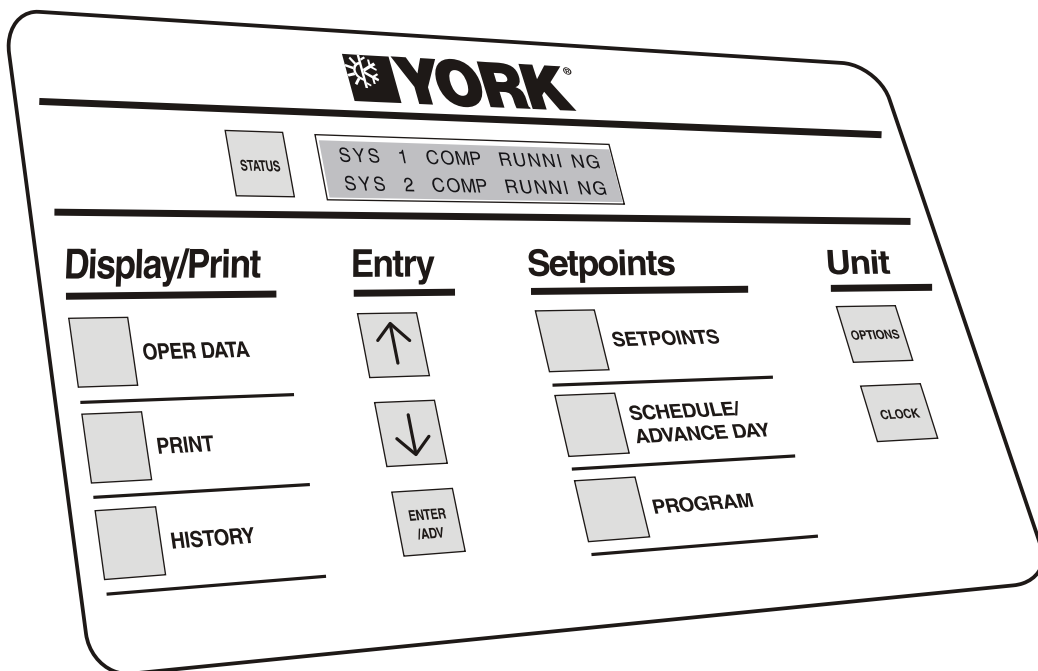 YORK®
STATUS
SYS 1 COMP RUNNI NG
SYS 2 COMP RUNNI NG
Display/Print
OPER DATA
PRINT
HISTORY
Entry
ENTER
/ADV
Setpoints
SETPOINTS
SCHEDULE/
ADVANCE DAY
PROGRAM
Unit
OPTIONS
CLOCK